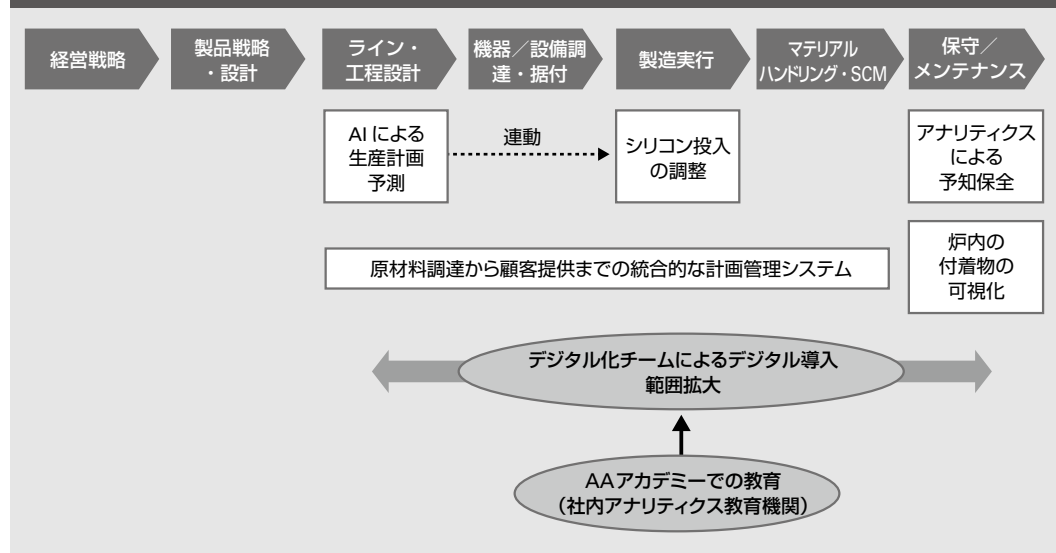 経営戦略
製品戦略
・設計
ライン・
工程設計
機器／設備調
達・据付
製造実行
マテリアル
ハンドリング・SCM
保守／
メンテナンス
AIによる
生産計画
予測
連動
シリコン投入
の調整
アナリティクス
による
予知保全
原材料調達から顧客提供までの統合的な計画管理システム
炉内の
付着物の
可視化
デジタル化チームによるデジタル導入
範囲拡大
AAアカデミーでの教育
（社内アナリティクス教育機関）